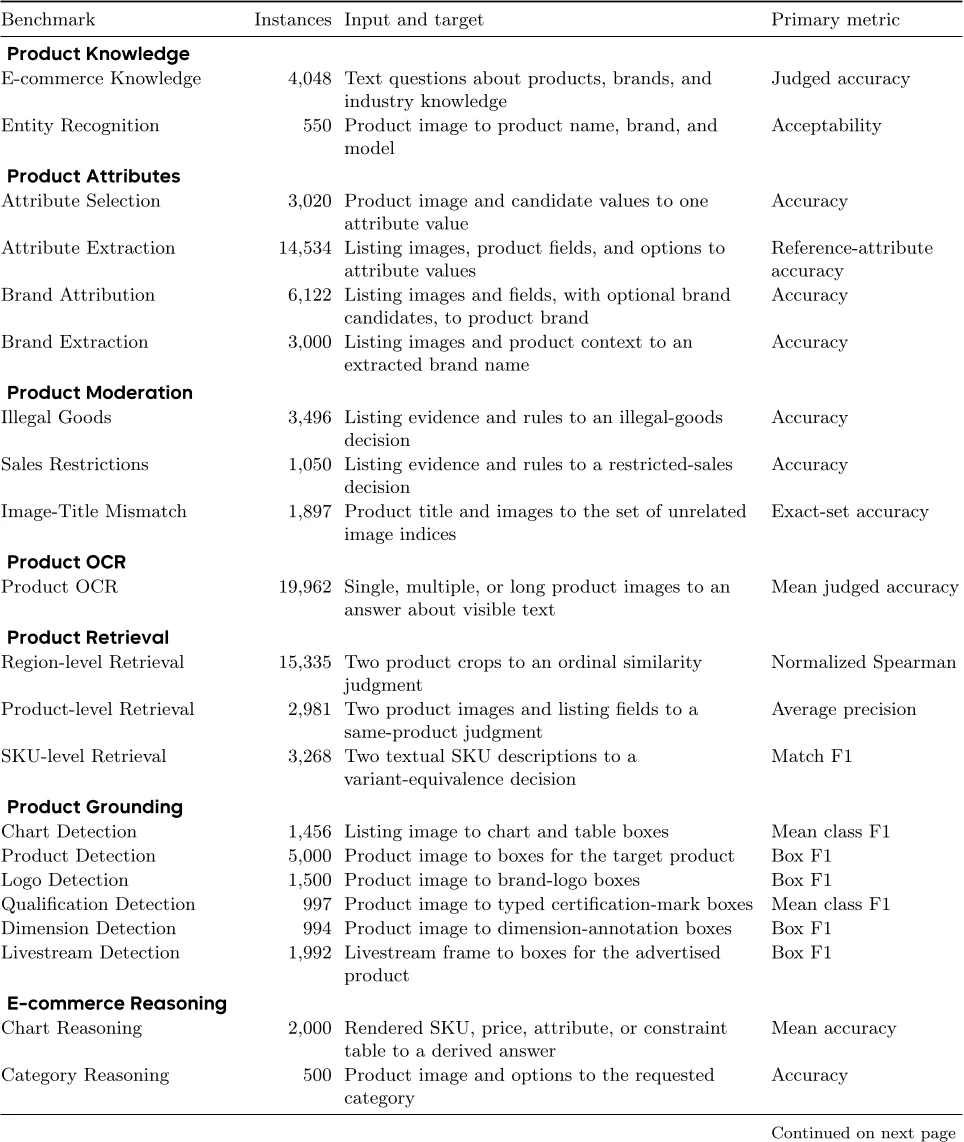 Benchmark Instances Input and target Primary metric
Product Knowledge
E-commerce Knowledge 4,048 Text questions about products, brands, and Judged accuracy
industry knowledge
Entity Recognition 550 Product image to product name, brand, and Acceptability
model
Product Attributes
Attribute Selection 3,020 Product image and candidate values to one Accuracy
attribute value
Attribute Extraction 14,534 Listing images, product fields, and options to Reference-attribute
attribute values accuracy
Brand Attribution 6,122 Listing images and fields, with optional brand Accuracy
candidates, to product brand
Brand Extraction 3,000 Listing images and product context to an Accuracy
extracted brand name
Product Moderation
Illegal Goods 3,496 Listing evidence and rules to an illegal-goods Accuracy
decision
Sales Restrictions 1,050 Listing evidence and rules to a restricted-sales Accuracy
decision
Image-Title Mismatch 1,897 Product title and images to the set of unrelated Exact-set accuracy
image indices
Product OCR
Product OCR 19,962 Single, multiple, or long product images to an Mean judged accuracy
answer about visible text
Product Retrieval
Region-level Retrieval 15,335 Two product crops to an ordinal similarity Normalized Spearman
judgment
Product-level Retrieval 2,981 Two product images and listing fields to a Average precision
same-product judgment
SKU-level Retrieval 3,268 Two textual SKU descriptions to a Match F1
variant-equivalence decision
Product Grounding
Chart Detection 1,456 Listing image to chart and table boxes Mean class F1
Product Detection 5,000 Product image to boxes for the target product Box F1
Logo Detection 1,500 Product image to brand-logo boxes Box F1
Qualification Detection 997 Product image to typed certification-mark boxes Mean class F1
Dimension Detection 994 Product image to dimension-annotation boxes Box F1
Livestream Detection 1,992 Livestream frame to boxes for the advertised Box F1
product
E-commerce Reasoning
Chart Reasoning 2,000 Rendered SKU, price, attribute, or constraint Mean accuracy
table to a derived answer
Category Reasoning 500 Product image and options to the requested Accuracy
category
Continued on next page